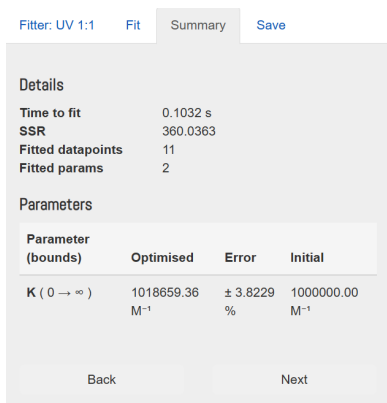 Fitter: UV 1:1 Fit Summary Save
Details
Time to fit 0.1032 s
SSR 360.0363
Fitted datapoints 11
Fitted params 2
Parameters
Parameter
(bounds) Optimised Error Initial
K ( 0 → ∞ ) 1018659.36 ± 3.8229 1000000.00
M⁻¹ % M⁻¹
Back Next